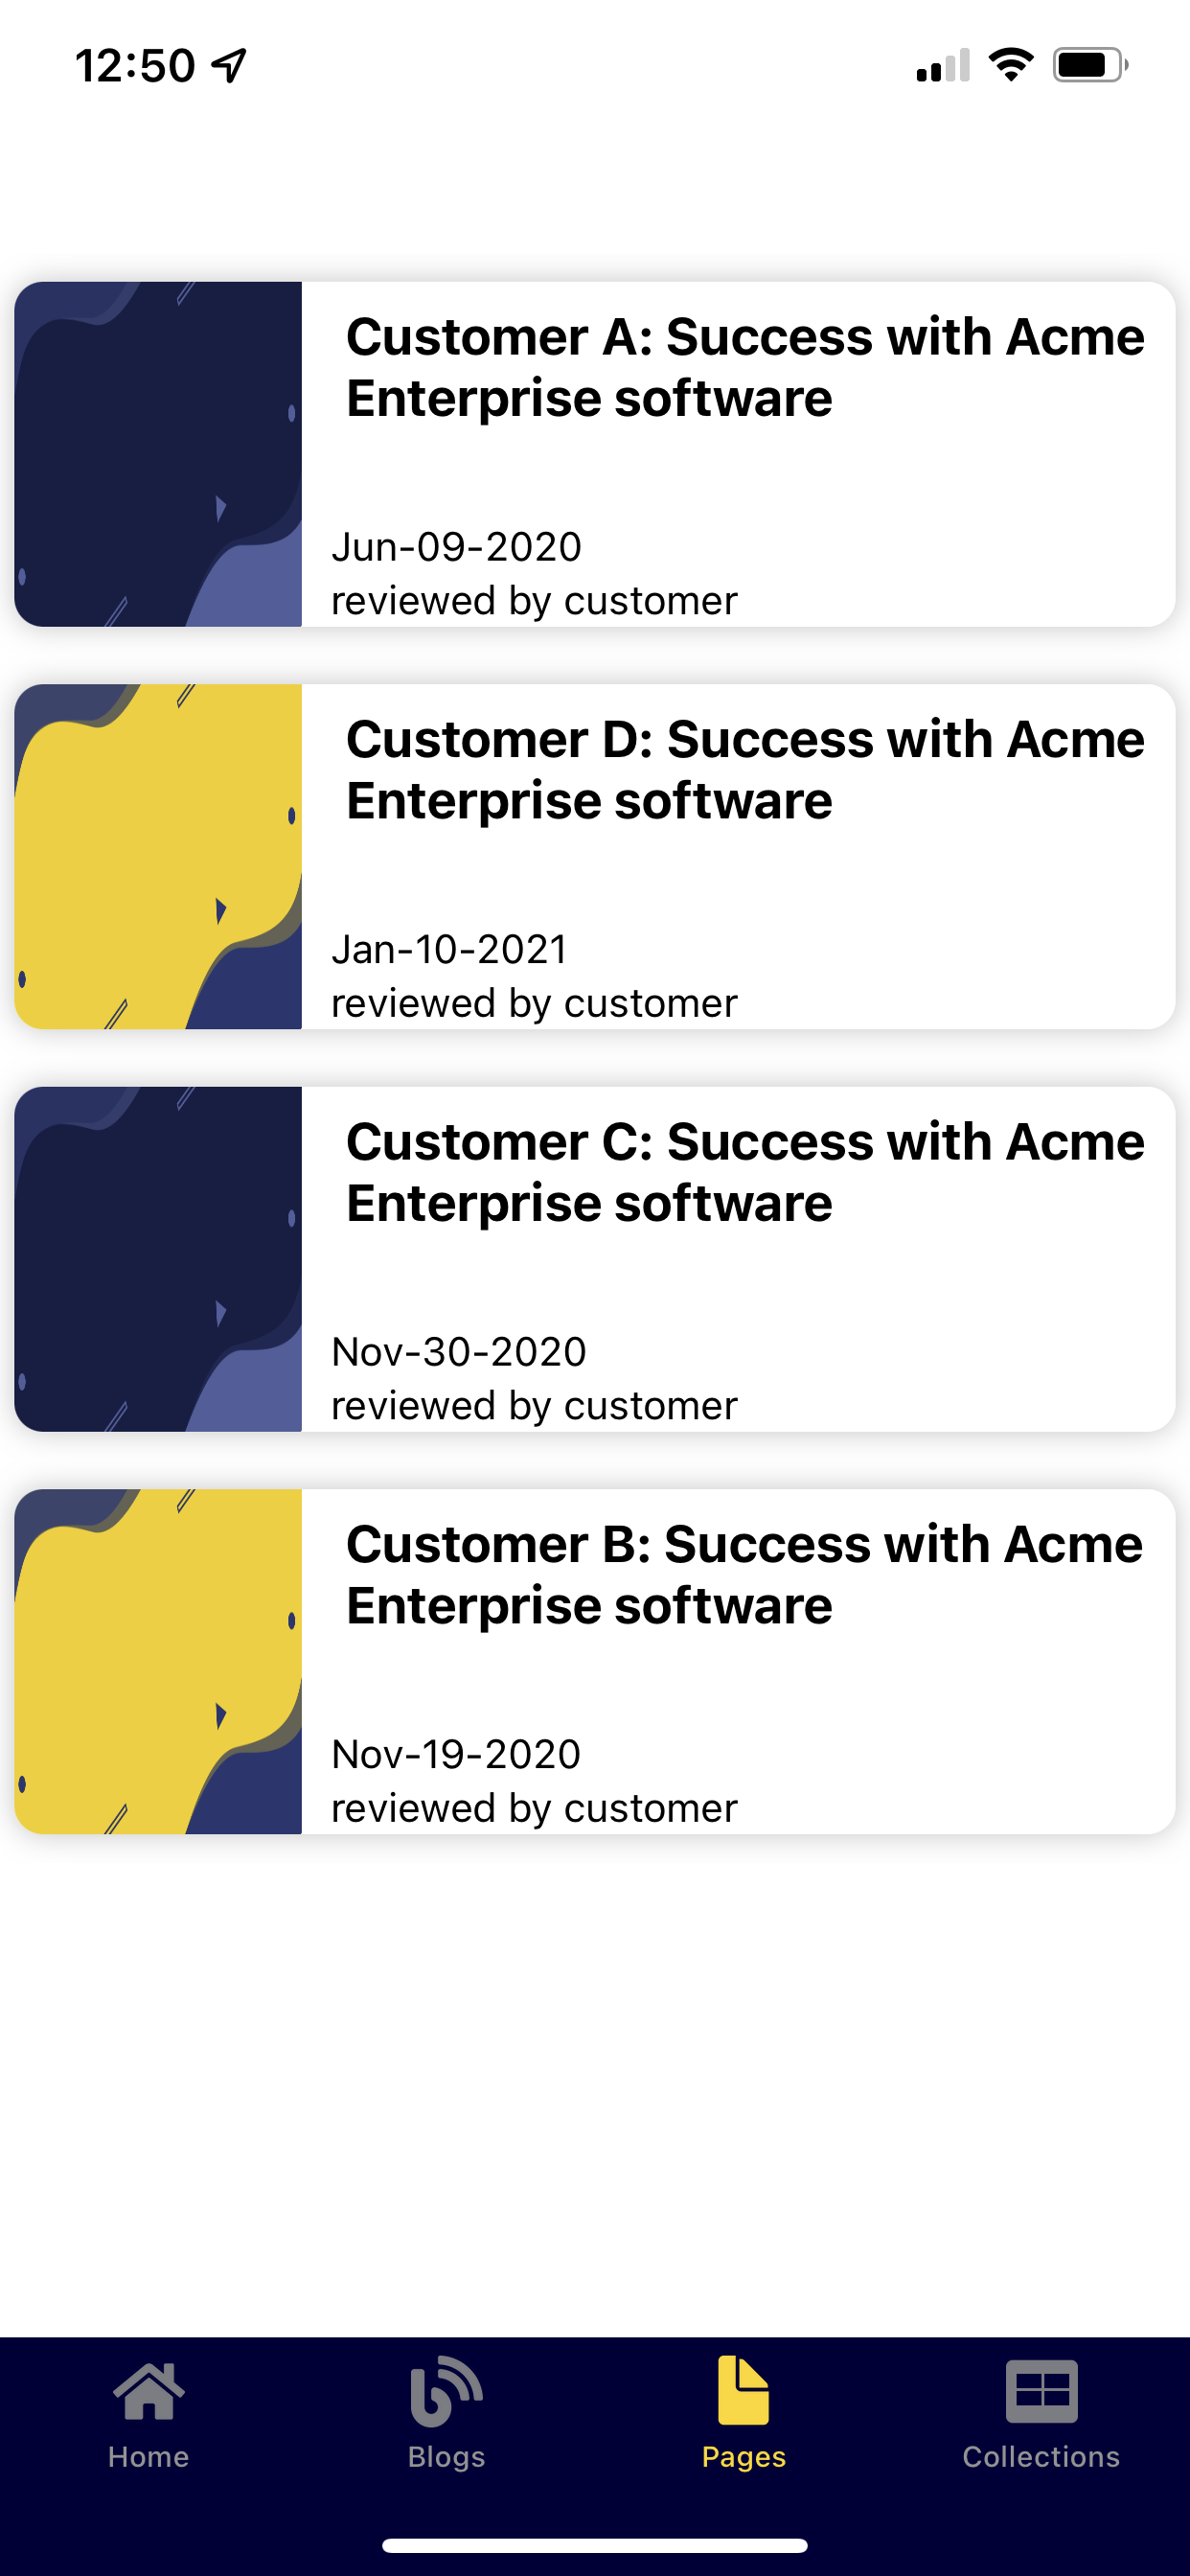 12:50
Customer A: Success with Acme
Enterprise software
Jun-09-2020
reviewed by customer
Customer D: Success with Acme
Enterprise software
Jan-10-2021
reviewed by customer
Customer C: Success with Acme
Enterprise software
Nov-30-2020
reviewed by customer
Customer B: Success with Acme
Enterprise software
Nov-19-2020
reviewed by customer
Home Blogs Pages Collections